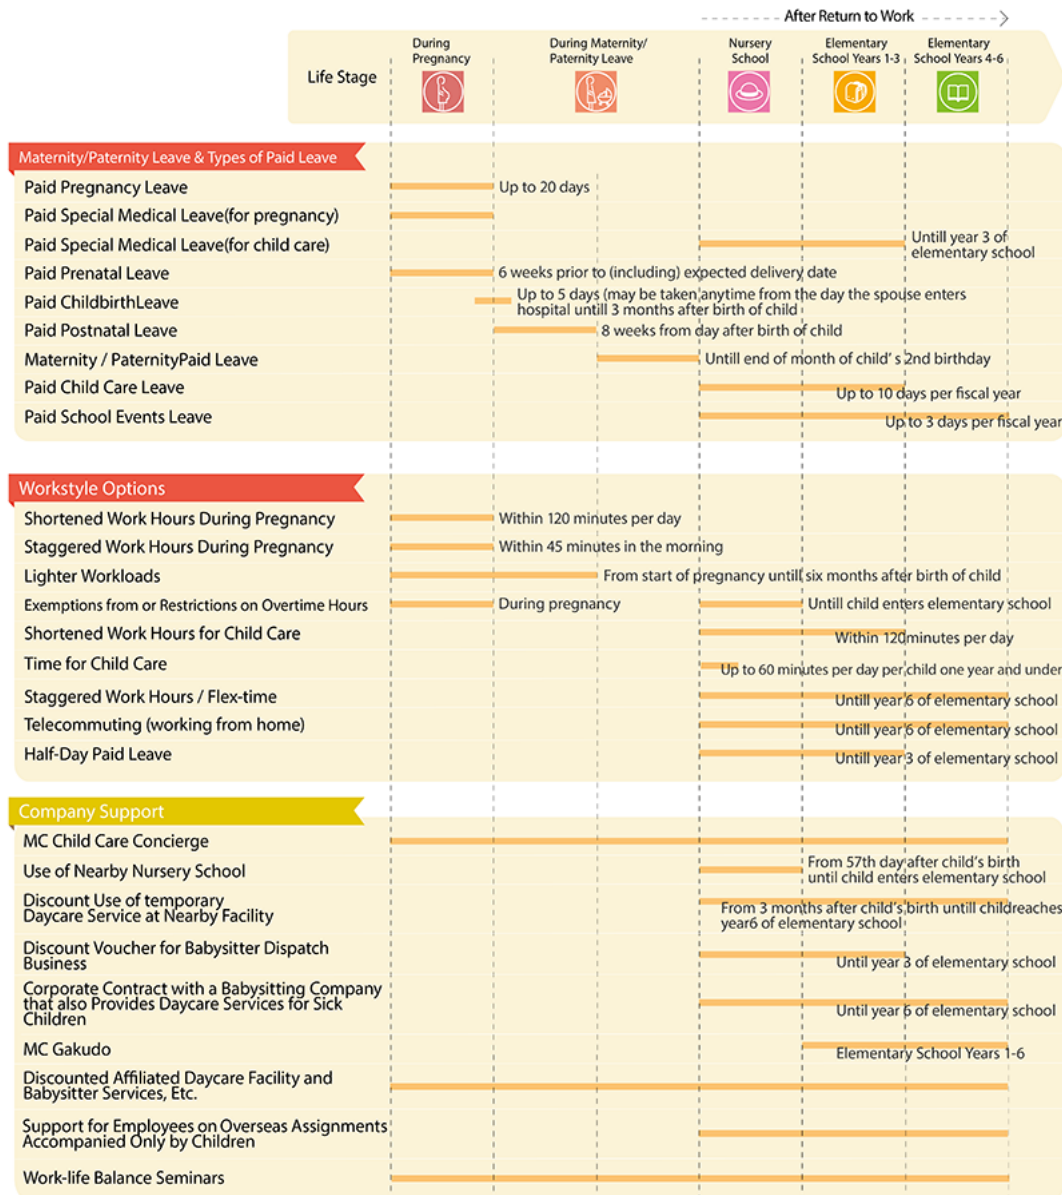 After Return to Work
Life Stage
During
Pregnancy
During Maternity/
Paternity Leave
Nursery
School
Elementary
School Years 1-3
Elementary
School Years 4-6
Maternity/Paternity Leave & Types of Paid Leave
Paid Pregnancy Leave
Up to 20 days
Paid Special Medical Leave(for pregnancy)
Paid Special Medical Leave(for child care)
Untill year 3 of
elementary school
Paid Prenatal Leave
6 weeks prior to (including) expected delivery date
Paid ChildbirthLeave
Up to 5 days (may be taken anytime from the day the spouse enters
hospital untill 3 months after birth of child
Paid Postnatal Leave
8 weeks from day after birth of child
Maternity / PaternityPaid Leave
Untill end of month of child' s 2nd birthday
Paid Child Care Leave
Up to 10 days per fiscal year
Paid School Events Leave
Up to 3 days per fiscal year
Workstyle Options
Shortened Work Hours During Pregnancy
Within 120 minutes per day
Staggered Work Hours During Pregnancy
Within 45 minutes in the morning
Lighter Workloads
From start of pregnancy untill six months after birth of child
Exemptions from or Restrictions on Overtime Hours
During pregnancy
Untill child enters elementary school
Shortened Work Hours for Child Care
Within 120minutes per day
Time for Child Care
Up to 60 minutes per day per child one year and under
Staggered Work Hours / Flex-time
Untill year 6 of elementary school
Telecommuting (working from home)
Untill year 6 of elementary school
Half-Day Paid Leave
Untill year 3 of elementary school
Company Support
MC Child Care Concierge
Use of Nearby Nursery School
From 57th day after child's birth
until child enters elementary school
Discount Use of temporary
Daycare Service at Nearby Facility
From 3 months after child's birth untill childreaches
year6 of elementary school
Discount Voucher for Babysitter Dispatch
Business
Until year 3 of elementary school
Corporate Contract with a Babysitting Company
that also Provides Daycare Services for Sick
Children
Until year 6 of elementary school
MC Gakudo
Elementary School Years 1-6
Discounted Affiliated Daycare Facility and
Babysitter Services, Etc.
Support for Employees on Overseas Assignments
Accompanied Only by Children
Work-life Balance Seminars